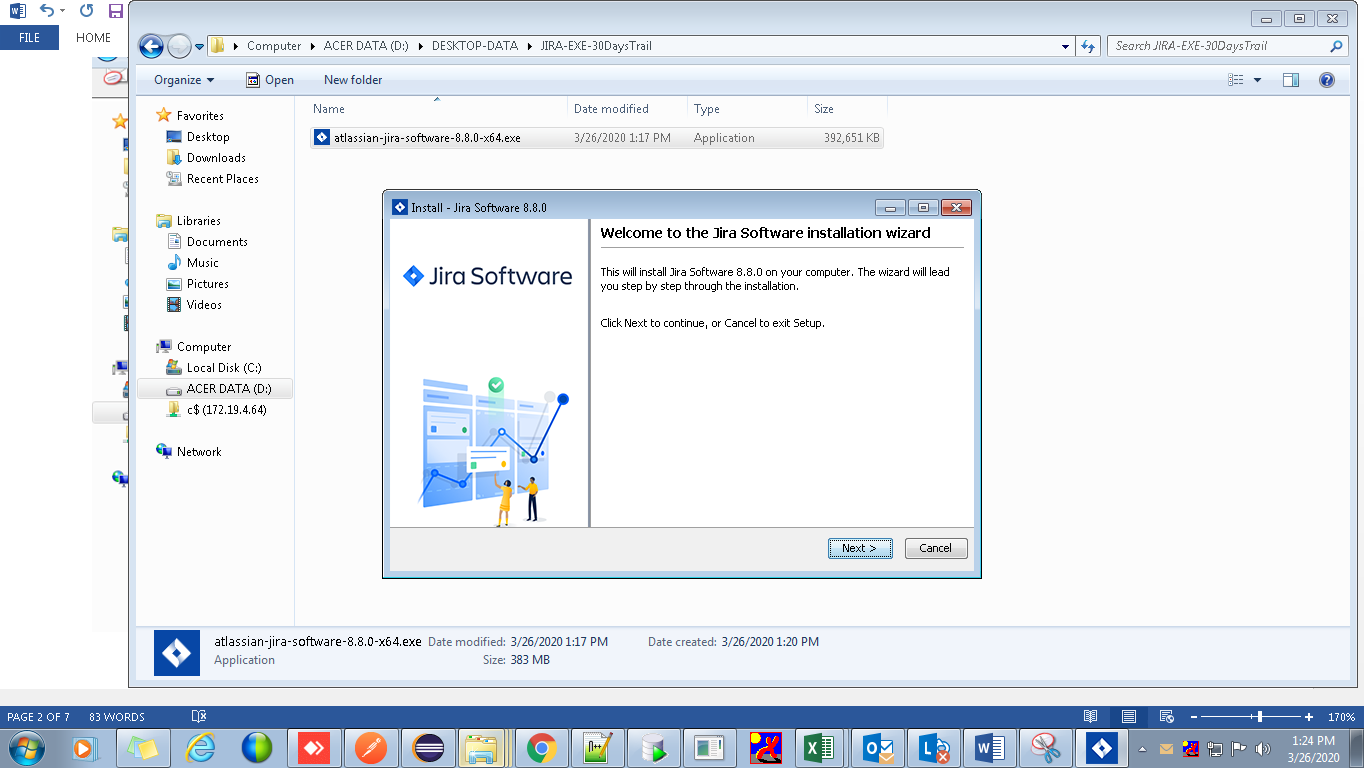 FILE
HOME
Computer
ACER DATA (D:)
DESKTOP-DATA
JIRA-EXE-30DaysTrail
Search JIRA-EXE-30DaysTrail
Organize
Open
New folder
Name
Date modified
Type
Size
atlassian-jira-software-8.8.0-x64.exe
3/26/2020 1:17 PM
Application
392,651 KB
Favorites
Desktop
Downloads
Recent Places
Libraries
Documents
Music
Pictures
Videos
Computer
Local Disk (C:)
ACER DATA (D:)
c$ (172.19.4.64)
Network
Install - Jira Software 8.8.0
Jira Software
Welcome to the Jira Software installation wizard
This will install Jira Software 8.8.0 on your computer. The wizard will lead
you step by step through the installation.
Click Next to continue, or Cancel to exit Setup.
Next >
Cancel
atlassian-jira-software-8.8.0-x64.exe
Date modified: 3/26/2020 1:17 PM
Date created: 3/26/2020 1:20 PM
Application
Size: 383 MB
PAGE 2 OF 7
83 WORDS
170%
1:24 PM
3/26/2020